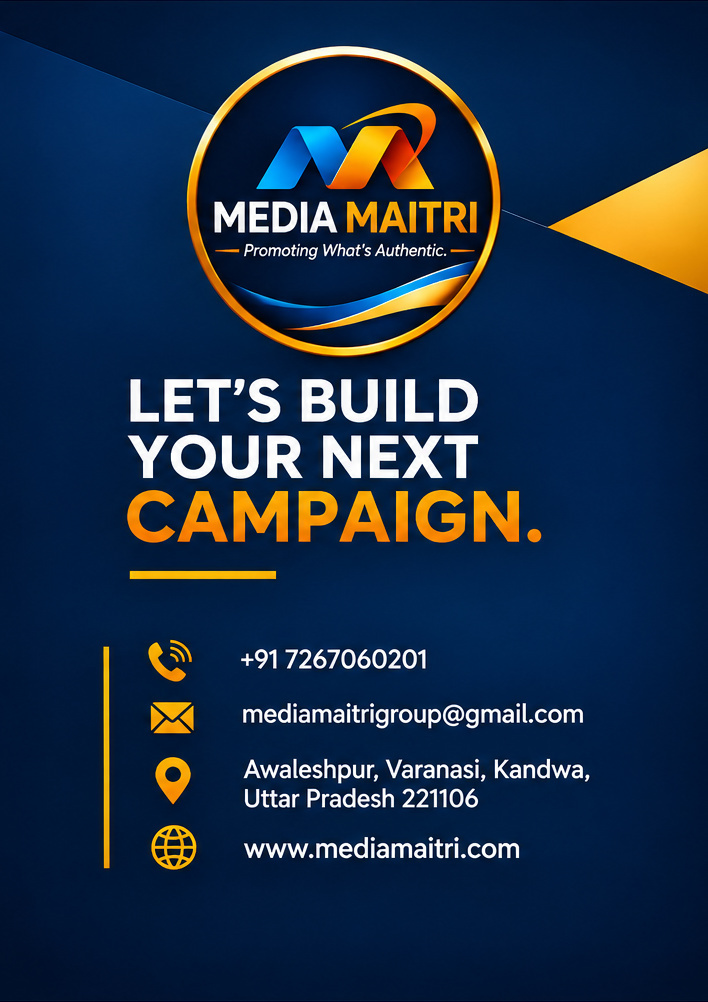 MEDIA MAITRI
Promoting What's Authentic.
LET'S BUILD
YOUR NEXT
CAMPAIGN.
+91 7267060201
mediamaitrigroup@gmail.com
Awaleshpur, Varanasi, Kandwa,
Uttar Pradesh 221106
www.mediamaitri.com